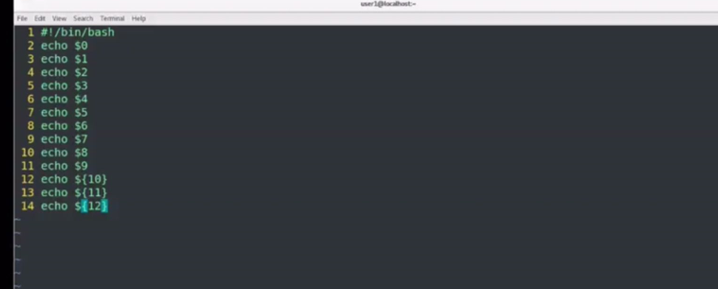 user1@localhost:~
File Edit View Search Terminal Help
1 #!/bin/bash
2 echo $0
3 echo $1
4 echo $2
5 echo $3
6 echo $4
7 echo $5
8 echo $6
9 echo $7
10 echo $8
11 echo $9
12 echo ${10}
13 echo ${11}
14 echo ${12}
~
~
~
~
~
~